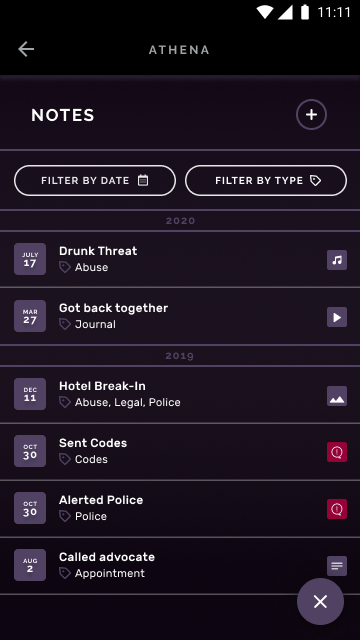 11:11
ATHENA
NOTES
FILTER BY DATE
FILTER BY TYPE
2020
JULY
17
Drunk Threat
Abuse
MAR
27
Got back together
Journal
2019
DEC
11
Hotel Break-In
Abuse, Legal, Police
OCT
30
Sent Codes
Codes
OCT
30
Alerted Police
Police
AUG
2
Called advocate
Appointment